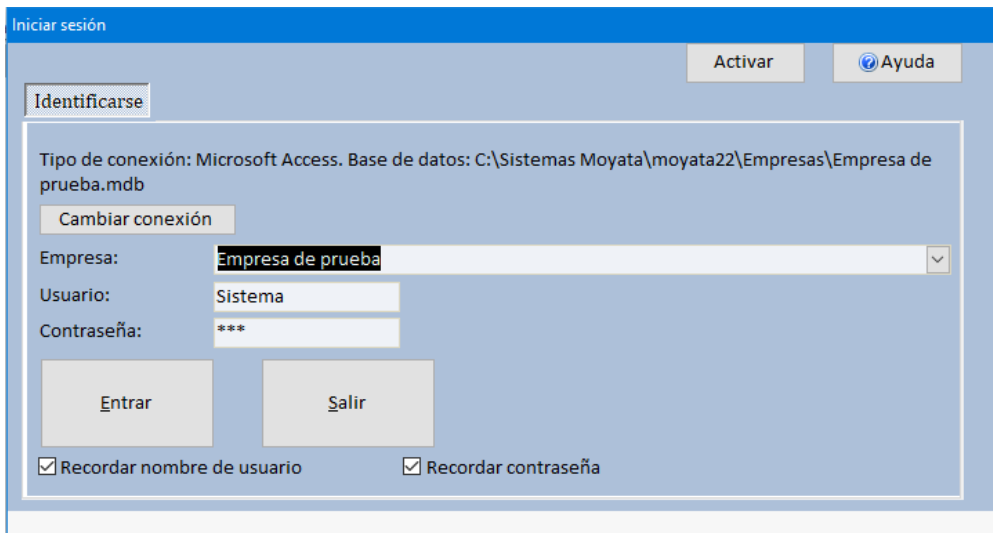 Iniciar sesión
Activar
Ayuda
Identificarse
Tipo de conexión: Microsoft Access. Base de datos: C:\Sistemas Moyata\moyata22\Empresas\Empresa de
prueba.mdb
Cambiar conexión
Empresa: Empresa de prueba
Usuario: Sistema
Contraseña: ***
Entrar Salir
Recordar nombre de usuario Recordar contraseña